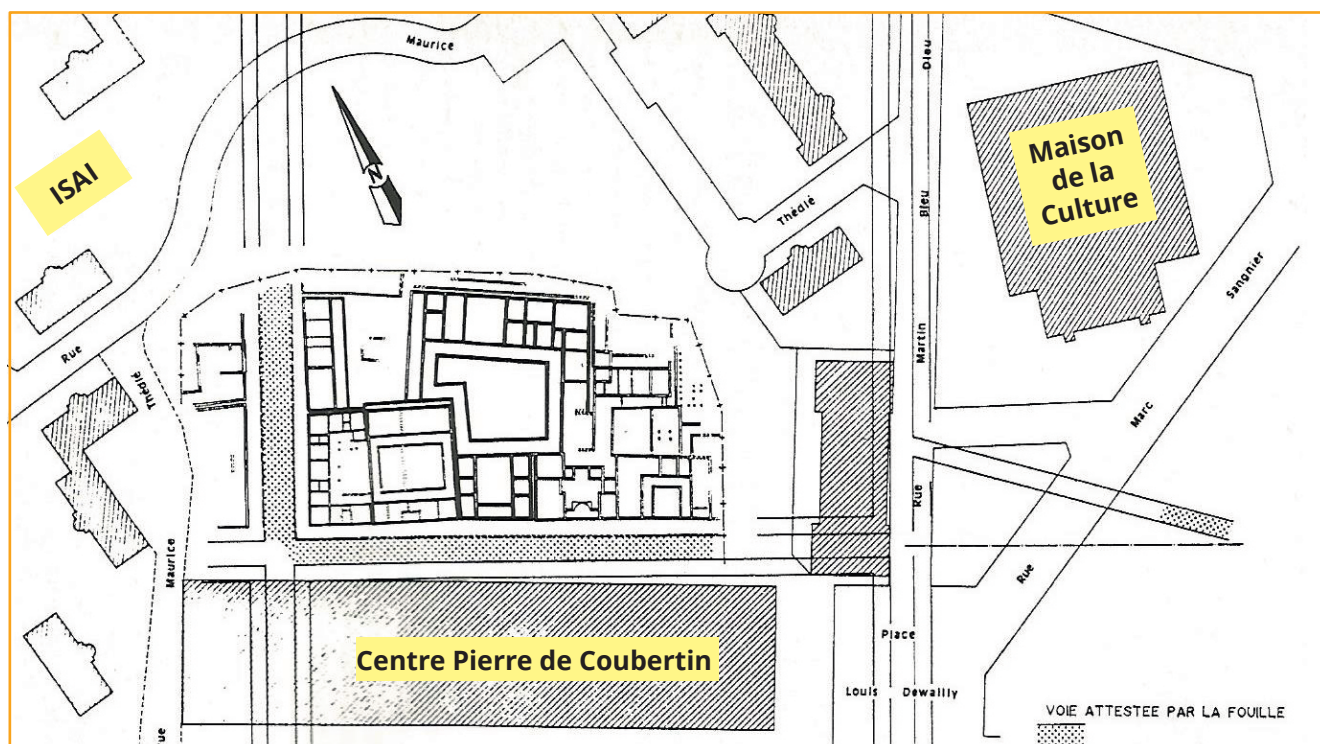 Maurice
Dieu
ISAI
Maison
de la
Culture
N
Thédié
Bleu
Sangnier
Rue
Martin
Thédié
Marc
Rue
Maurice
Rue
Centre Pierre de Coubertin
Place
Louis Dewailly
VOIE ATTESTEE PAR LA FOUILLE